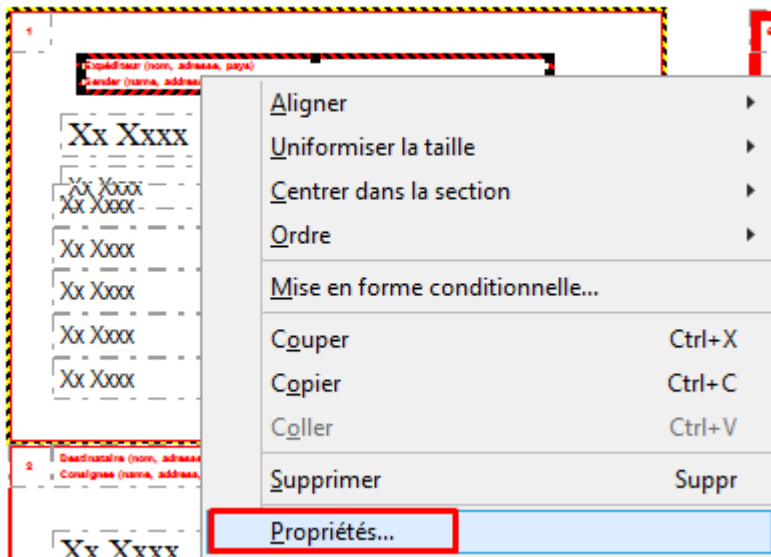 1
Expéditeur (nom, adresse, pays)
Sender (name, address
Xx Xxxx
Xx Xxxx
Xx Xxxx
Xx Xxxx
Xx Xxxx
Xx Xxxx
Xx Xxxx
2
Destinataire (nom, adresse
Consignee (name, address,
Xx Xxxx
Aligner
Uniformiser la taille
Centrer dans la section
Ordre
Mise en forme conditionnelle...
Couper Ctrl+X
Copier Ctrl+C
Coller Ctrl+V
Supprimer Suppr
Propriétés...